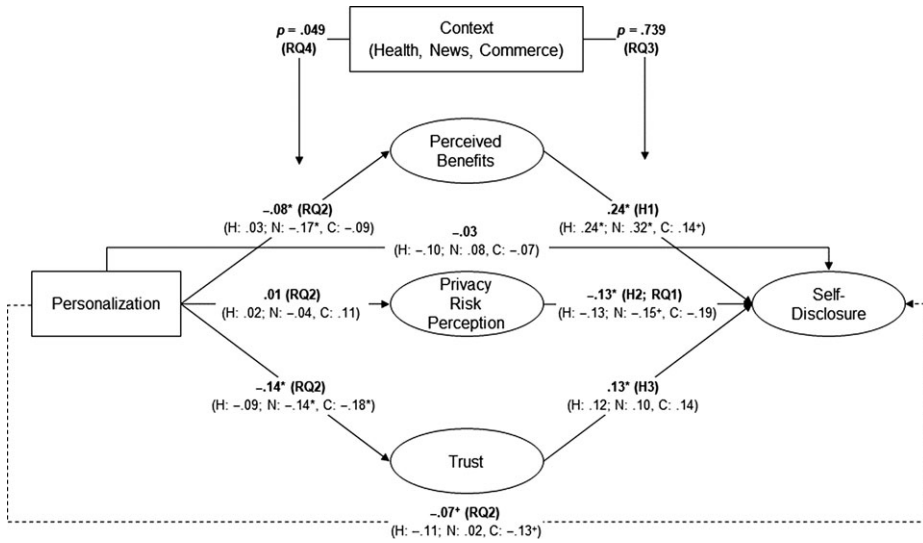 p = .049
(RQ4)
Context
(Health, News, Commerce)
p = .739
(RQ3)
Perceived
Benefits
–.08* (RQ2)
(H: .03; N: –.17*, C: –.09)
.24* (H1)
(H: .24*; N: .32*, C: .14⁺)
–.03
(H: –.10; N: .08, C: –.07)
Personalization
.01 (RQ2)
(H: .02; N: –.04, C: .11)
Privacy
Risk
Perception
–.13* (H2; RQ1)
(H: –.13; N: –.15⁺, C: –.19)
Self-
Disclosure
–.14* (RQ2)
(H: –.09; N: –.14*, C: –.18*)
.13* (H3)
(H: .12; N: .10, C: .14)
Trust
–.07⁺ (RQ2)
(H: –.11; N: .02, C: –.13⁺)